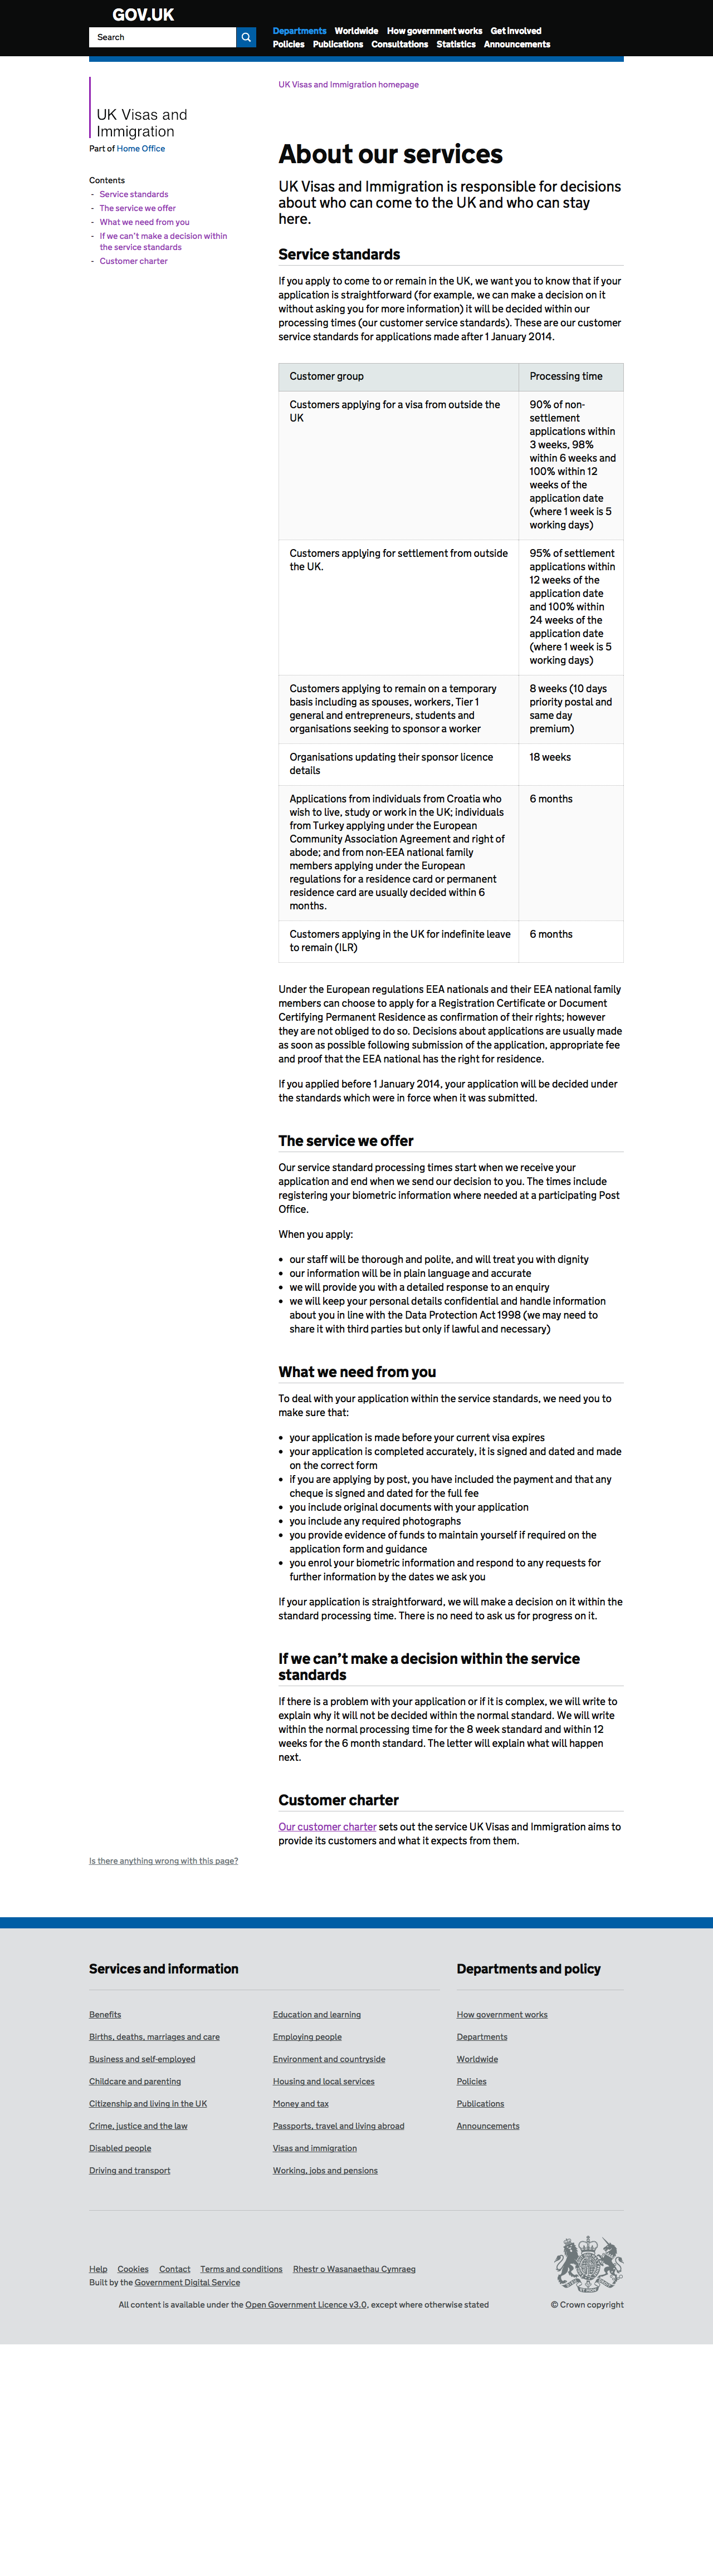 GOV.UK
Search
Departments Worldwide How government works Get involved
Policies Publications Consultations Statistics Announcements
UK Visas and Immigration homepage
UK Visas and
Immigration
Part of Home Office
Contents
- Service standards
- The service we offer
- What we need from you
- If we can't make a decision within
the service standards
- Customer charter
About our services
UK Visas and Immigration is responsible for decisions
about who can come to the UK and who can stay
here.
Service standards
If you apply to come to or remain in the UK, we want you to know that if your
application is straightforward (for example, we can make a decision on it
without asking you for more information) it will be decided within our
processing times (our customer service standards). These are our customer
service standards for applications made after 1 January 2014.
Customer group
Processing time
Customers applying for a visa from outside the
UK
90% of non-
settlement
applications within
3 weeks, 98%
within 6 weeks and
100% within 12
weeks of the
application date
(where 1 week is 5
working days)
Customers applying for settlement from outside
the UK.
95% of settlement
applications within
12 weeks of the
application date
and 100% within
24 weeks of the
application date
(where 1 week is 5
working days)
Customers applying to remain on a temporary
basis including as spouses, workers, Tier 1
general and entrepreneurs, students and
organisations seeking to sponsor a worker
8 weeks (10 days
priority postal and
same day
premium)
Organisations updating their sponsor licence
details
18 weeks
Applications from individuals from Croatia who
wish to live, study or work in the UK; individuals
from Turkey applying under the European
Community Association Agreement and right of
abode; and from non-EEA national family
members applying under the European
regulations for a residence card or permanent
residence card are usually decided within 6
months.
6 months
Customers applying in the UK for indefinite leave
to remain (ILR)
6 months
Under the European regulations EEA nationals and their EEA national family
members can choose to apply for a Registration Certificate or Document
Certifying Permanent Residence as confirmation of their rights; however
they are not obliged to do so. Decisions about applications are usually made
as soon as possible following submission of the application, appropriate fee
and proof that the EEA national has the right for residence.
If you applied before 1 January 2014, your application will be decided under
the standards which were in force when it was submitted.
The service we offer
Our service standard processing times start when we receive your
application and end when we send our decision to you. The times include
registering your biometric information where needed at a participating Post
Office.
When you apply:
• our staff will be thorough and polite, and will treat you with dignity
• our information will be in plain language and accurate
• we will provide you with a detailed response to an enquiry
• we will keep your personal details confidential and handle information
about you in line with the Data Protection Act 1998 (we may need to
share it with third parties but only if lawful and necessary)
What we need from you
To deal with your application within the service standards, we need you to
make sure that:
• your application is made before your current visa expires
• your application is completed accurately, it is signed and dated and made
on the correct form
• if you are applying by post, you have included the payment and that any
cheque is signed and dated for the full fee
• you include original documents with your application
• you include any required photographs
• you provide evidence of funds to maintain yourself if required on the
application form and guidance
• you enrol your biometric information and respond to any requests for
further information by the dates we ask you
If your application is straightforward, we will make a decision on it within the
standard processing time. There is no need to ask us for progress on it.
If we can't make a decision within the service
standards
If there is a problem with your application or if it is complex, we will write to
explain why it will not be decided within the normal standard. We will write
within the normal processing time for the 8 week standard and within 12
weeks for the 6 month standard. The letter will explain what will happen
next.
Customer charter
Our customer charter sets out the service UK Visas and Immigration aims to
provide its customers and what it expects from them.
Is there anything wrong with this page?
Services and information
Departments and policy
Benefits
Births, deaths, marriages and care
Business and self-employed
Childcare and parenting
Citizenship and living in the UK
Crime, justice and the law
Disabled people
Driving and transport
Education and learning
Employing people
Environment and countryside
Housing and local services
Money and tax
Passports, travel and living abroad
Visas and immigration
Working, jobs and pensions
How government works
Departments
Worldwide
Policies
Publications
Announcements
Help Cookies Contact Terms and conditions Rhestr o Wasanaethau Cymraeg
Built by the Government Digital Service
All content is available under the Open Government Licence v3.0, except where otherwise stated
© Crown copyright